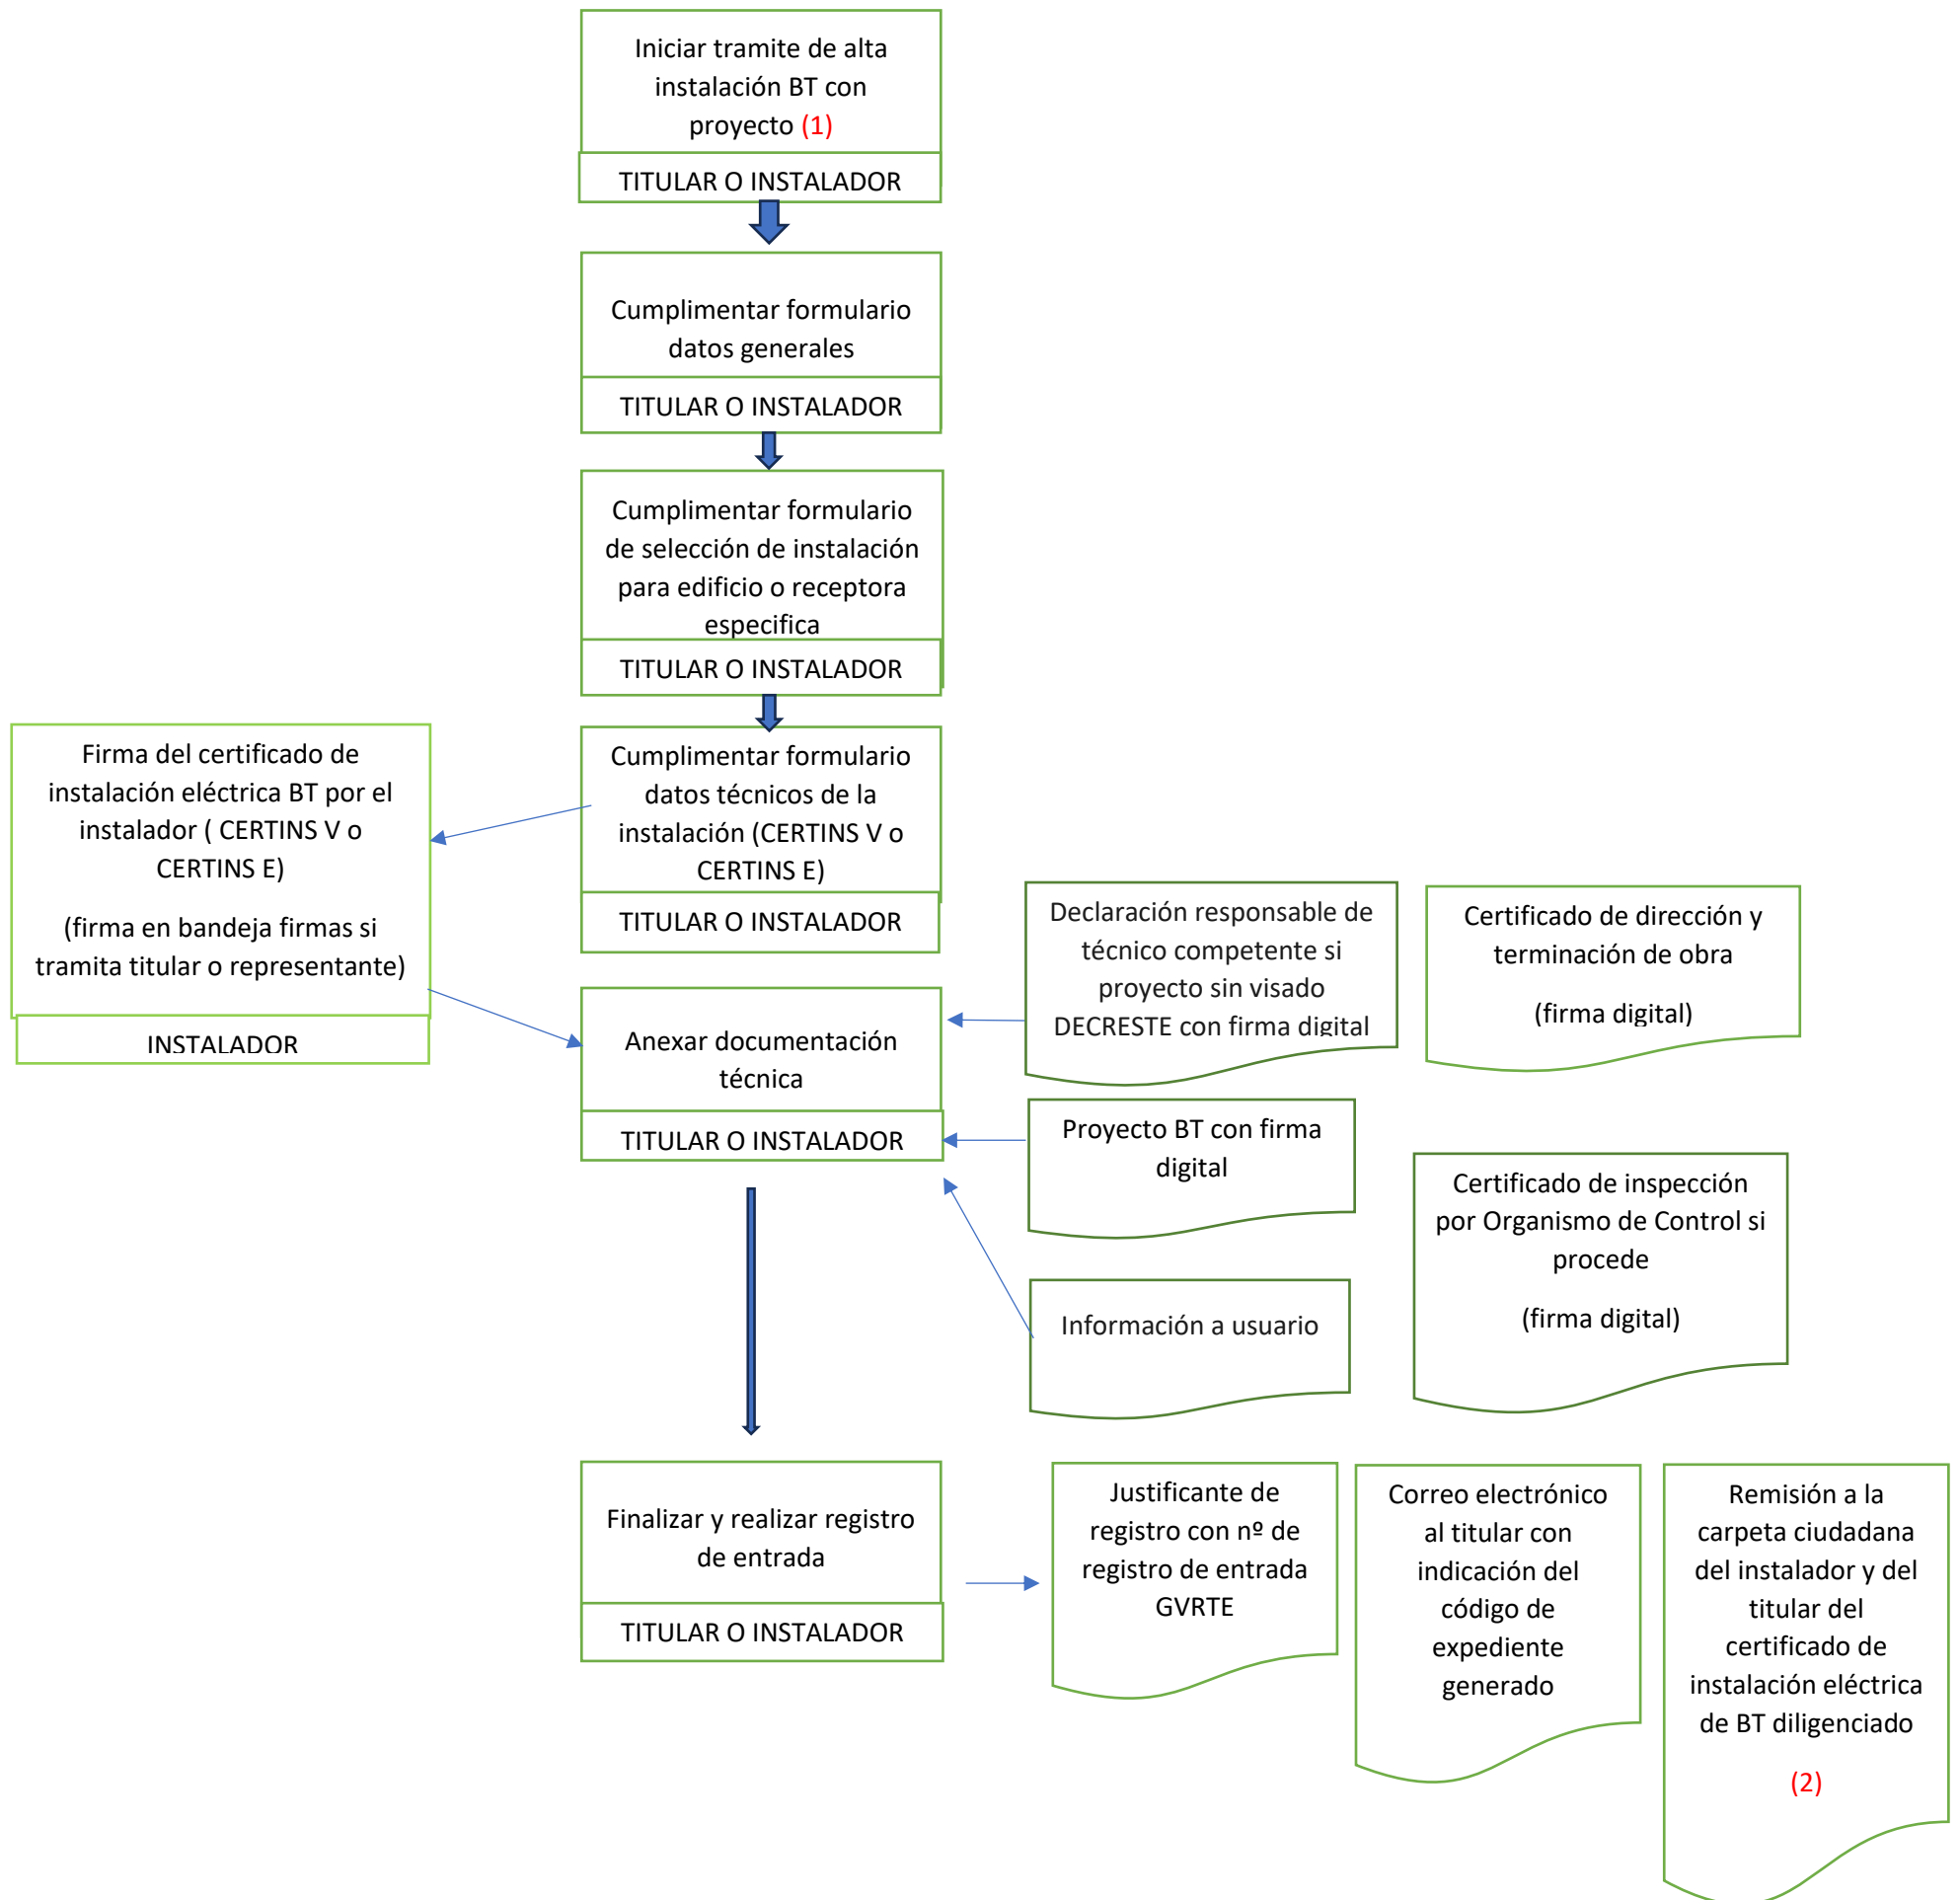 Iniciar tramite de alta
instalación BT con
proyecto (1)
TITULAR O INSTALADOR
Cumplimentar formulario
datos generales
TITULAR O INSTALADOR
Cumplimentar formulario
de selección de instalación
para edificio o receptora
especifica
TITULAR O INSTALADOR
Cumplimentar formulario
datos técnicos de la
instalación (CERTINS V o
CERTINS E)
TITULAR O INSTALADOR
Firma del certificado de
instalación eléctrica BT por el
instalador ( CERTINS V o
CERTINS E)
(firma en bandeja firmas si
tramita titular o representante)
INSTALADOR
Anexar documentación
técnica
TITULAR O INSTALADOR
Declaración responsable de
técnico competente si
proyecto sin visado
DECRESTE con firma digital
Certificado de dirección y
terminación de obra
(firma digital)
Proyecto BT con firma
digital
Certificado de inspección
por Organismo de Control si
procede
(firma digital)
Información a usuario
Finalizar y realizar registro
de entrada
TITULAR O INSTALADOR
Justificante de
registro con nº de
registro de entrada
GVRTE
Correo electrónico
al titular con
indicación del
código de
expediente
generado
Remisión a la
carpeta ciudadana
del instalador y del
titular del
certificado de
instalación eléctrica
de BT diligenciado
(2)